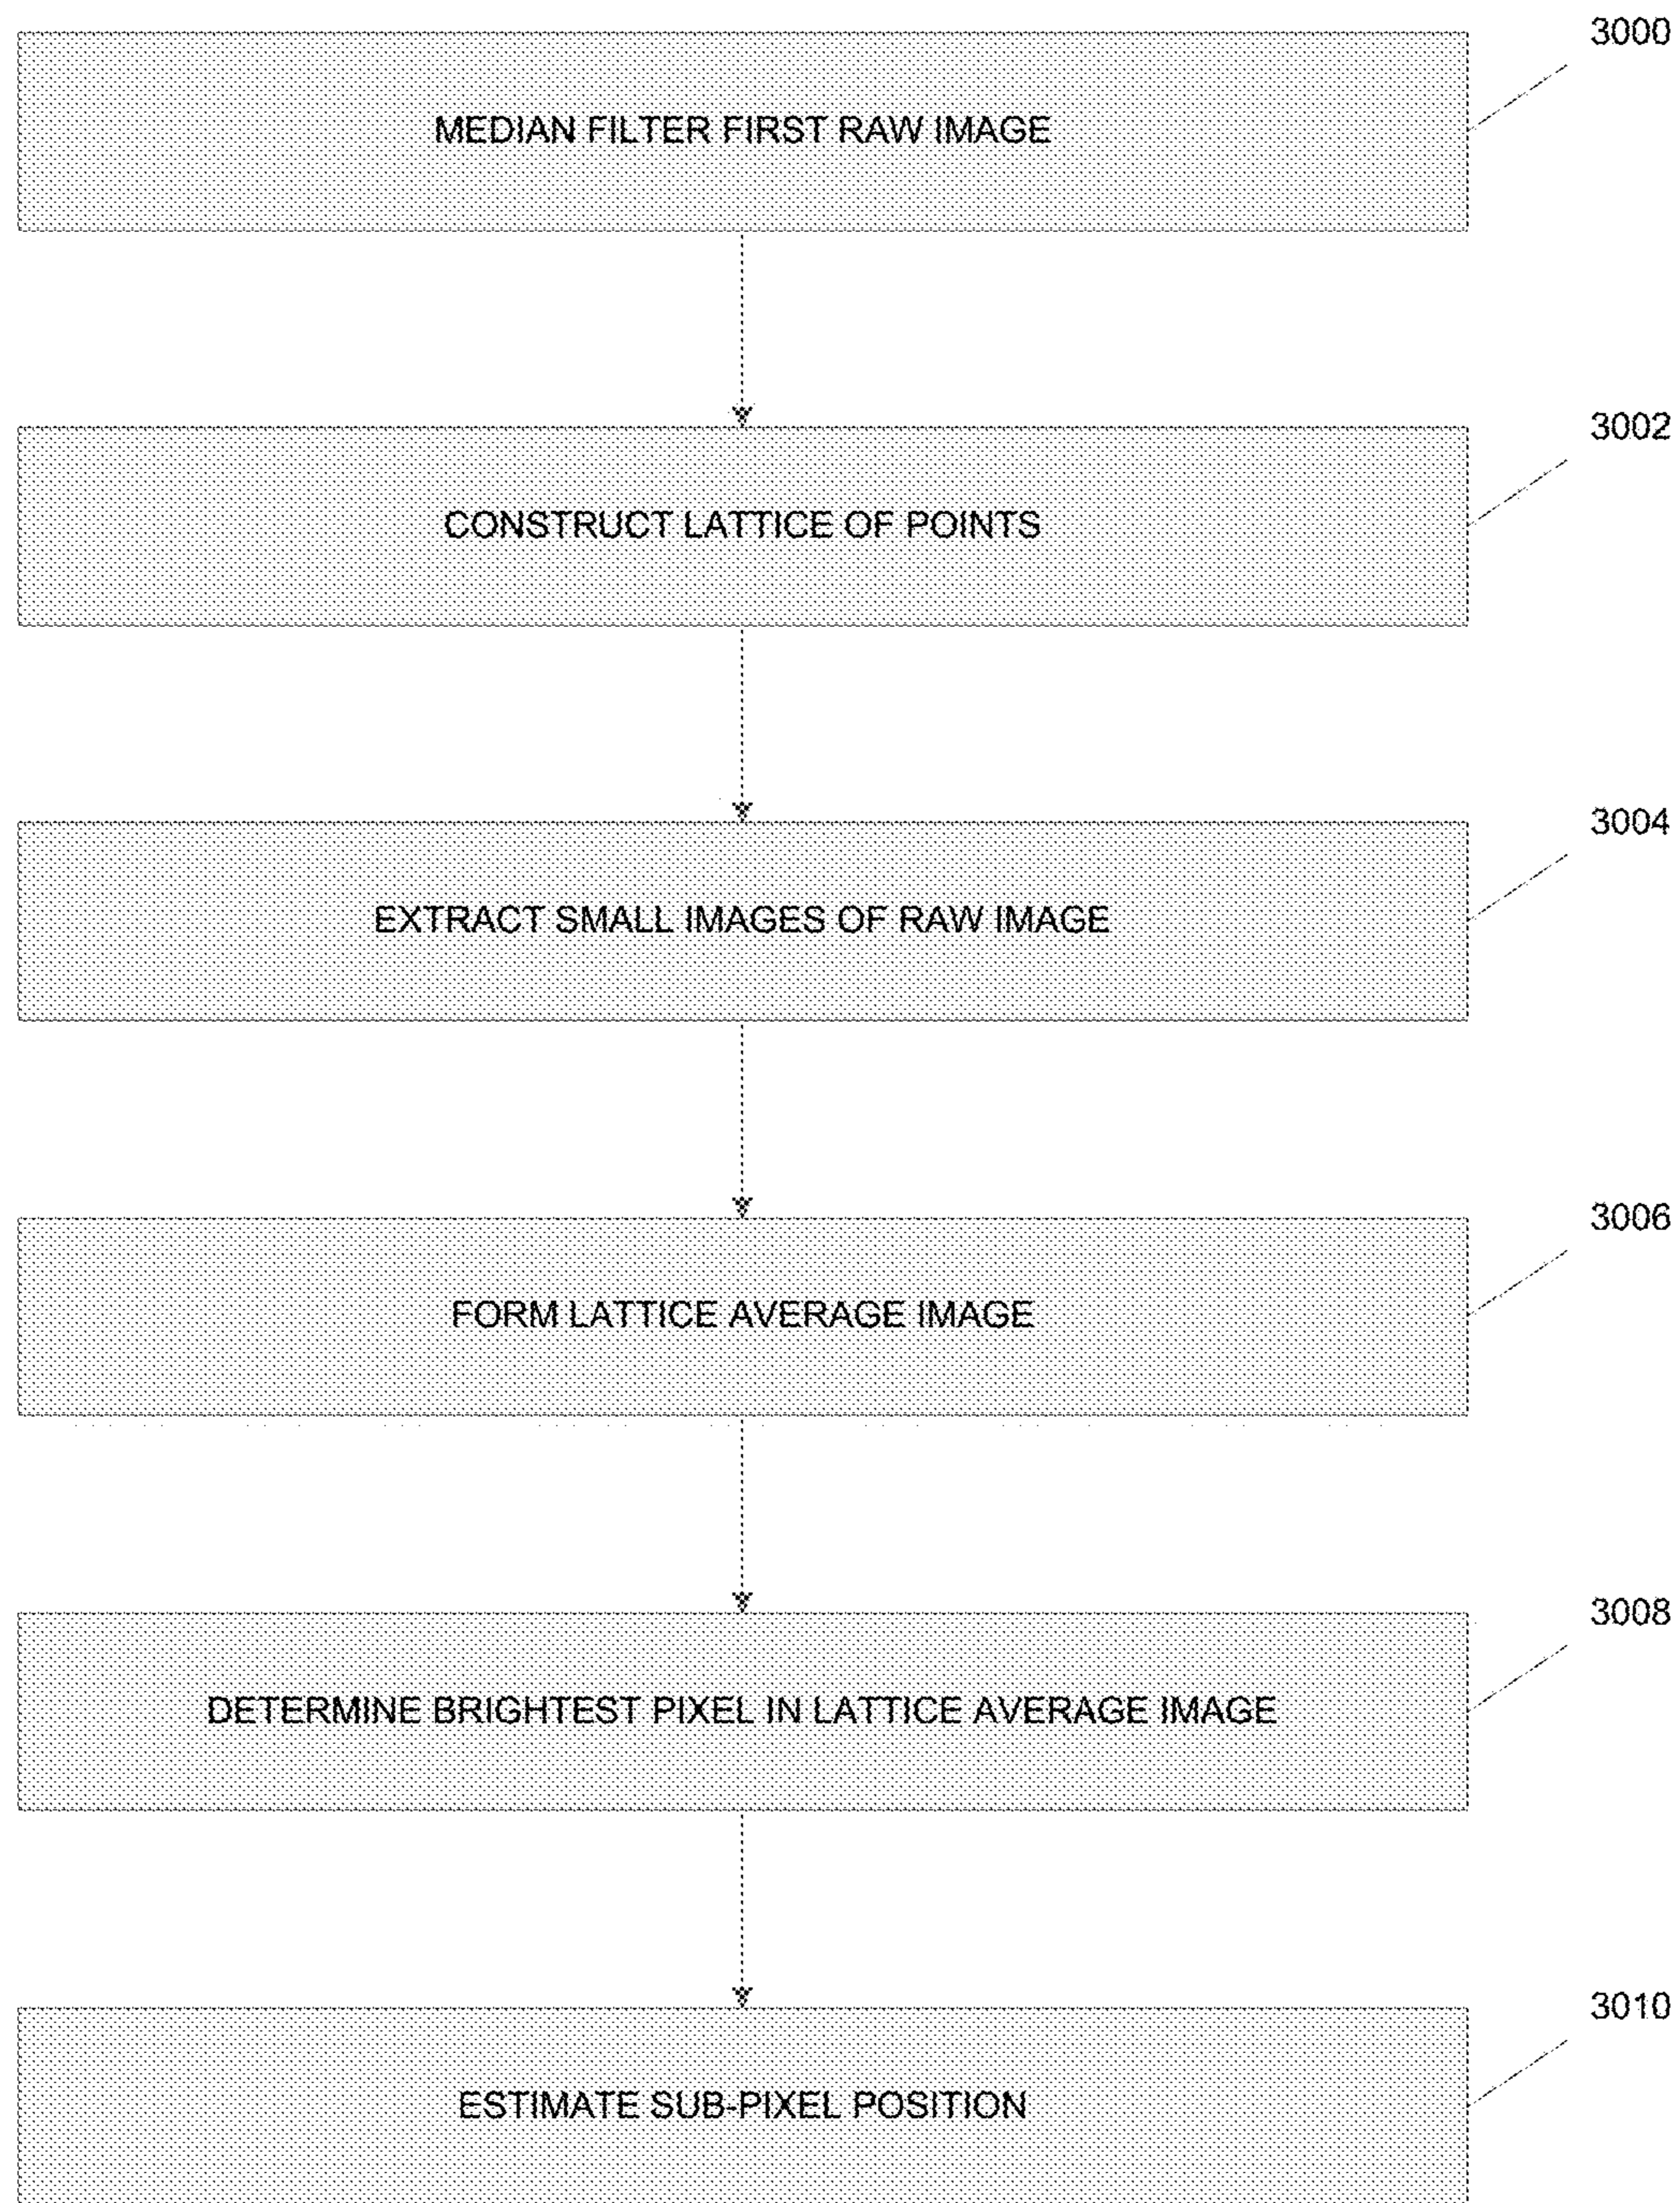 3000
MEDIAN FILTER FIRST RAW IMAGE
3002
CONSTRUCT LATTICE OF POINTS
3004
EXTRACT SMALL IMAGES OF RAW IMAGE
3006
FORM LATTICE AVERAGE IMAGE
3008
DETERMINE BRIGHTEST PIXEL IN LATTICE AVERAGE IMAGE
3010
ESTIMATE SUB-PIXEL POSITION